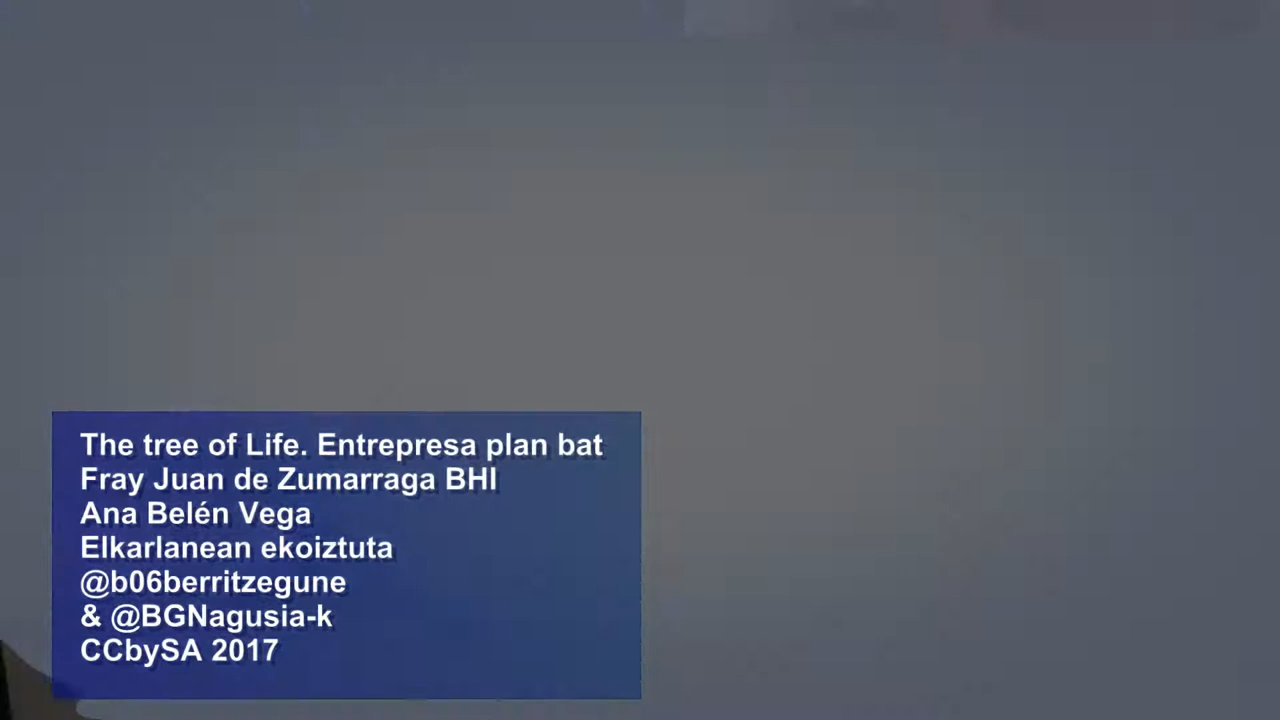 The tree of Life. Entrepresa plan bat
Fray Juan de Zumarraga BHI
Ana Belén Vega
Elkarlanean ekoiztuta
@b06berritzegune
& @BGNagusia-k
CCbySA 2017